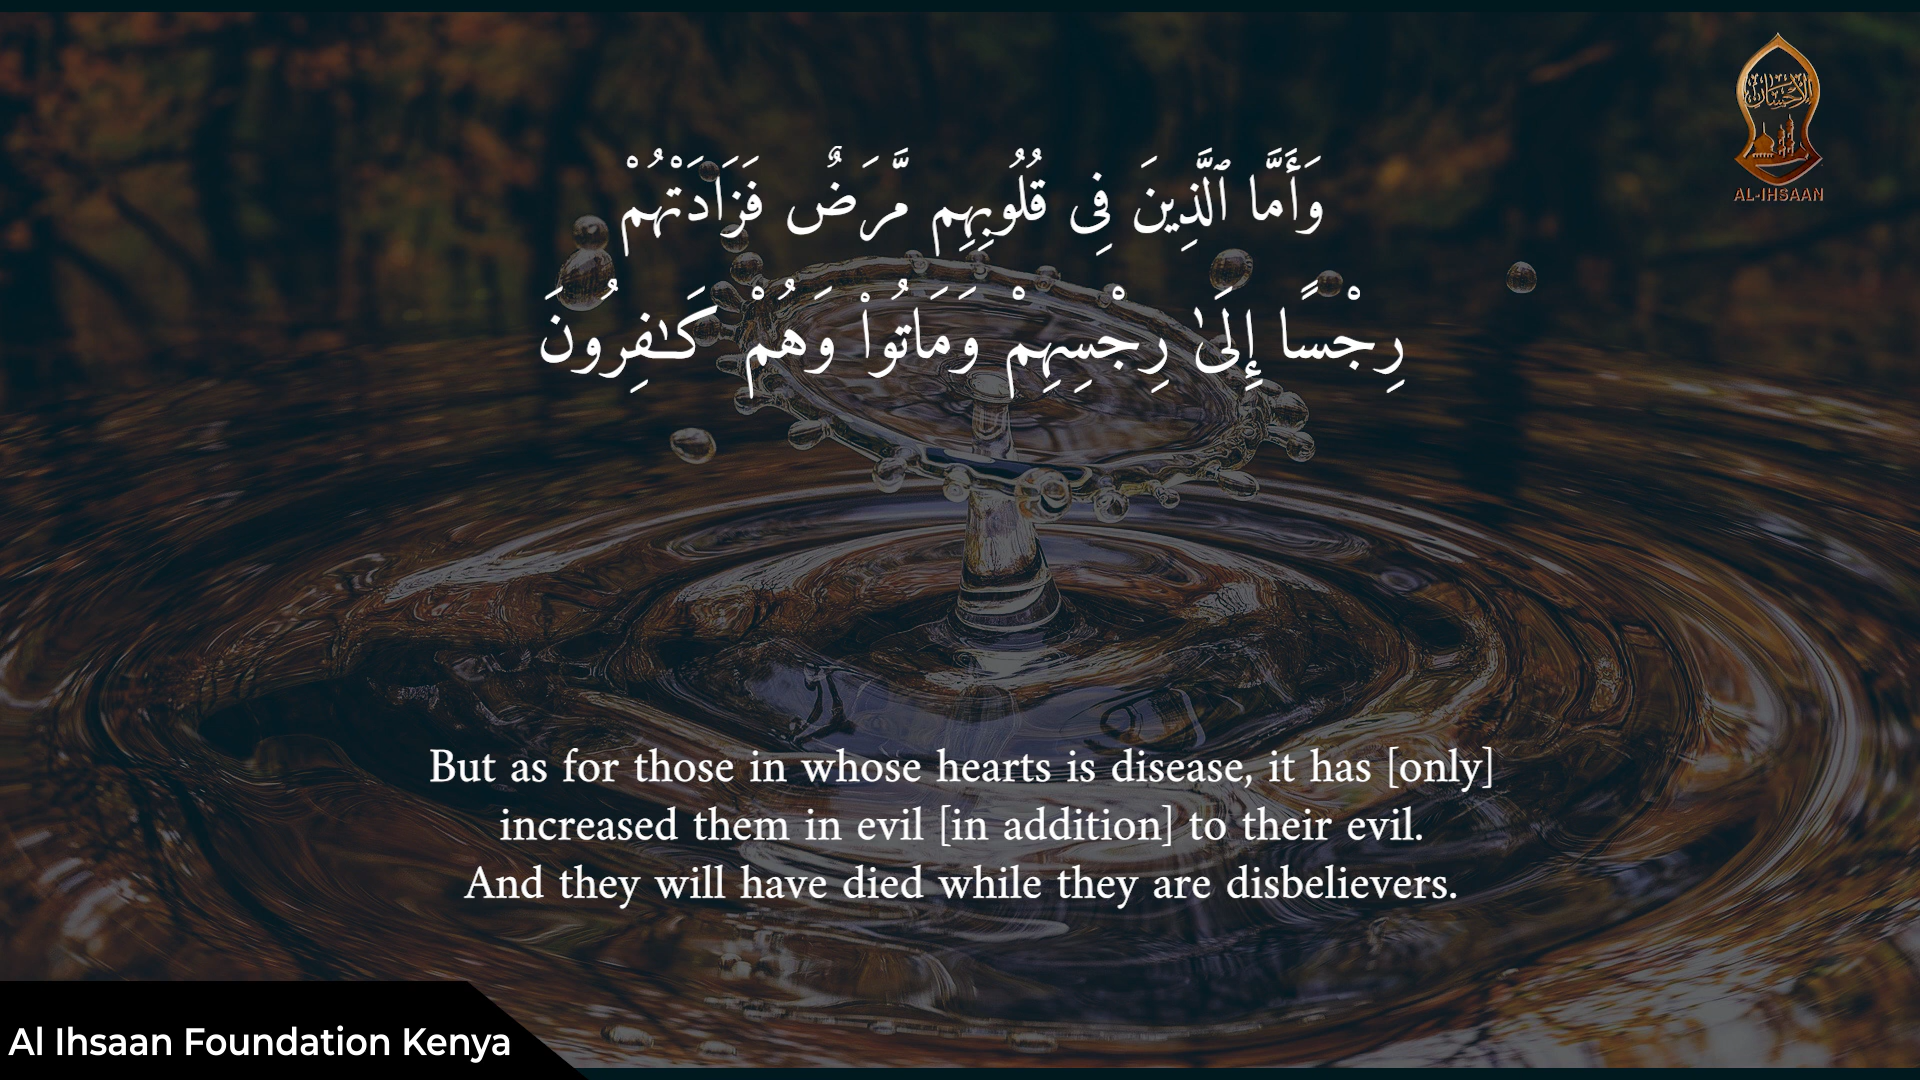 وَأَمَّا ٱلَّذِينَ فِى قُلُوبِهِم مَّرَضٌ فَزَادَتْهُمْ
رِجْسًا إِلَىٰ رِجْسِهِمْ وَمَاتُوا۟ وَهُمْ كَـٰفِرُونَ
الإحسان
AL-IHSAAN
But as for those in whose hearts is disease, it has [only]
increased them in evil [in addition] to their evil.
And they will have died while they are disbelievers.
Al Ihsaan Foundation Kenya